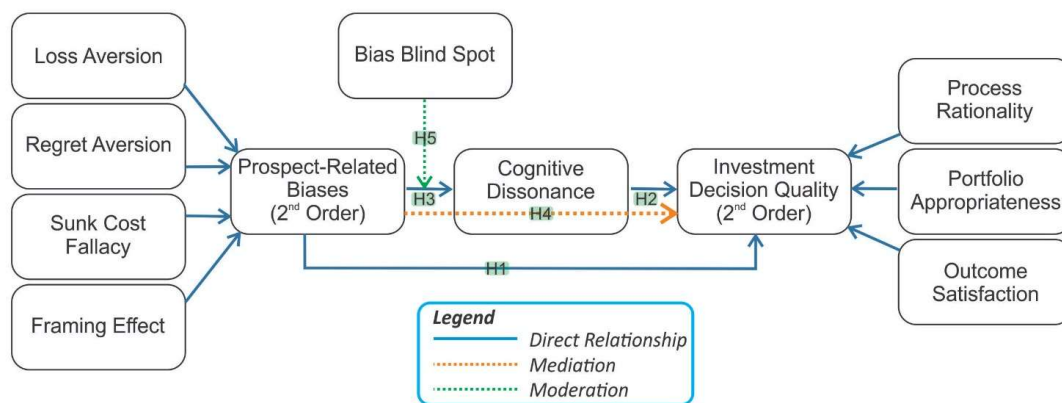 Loss Aversion
Regret Aversion
Sunk Cost
Fallacy
Framing Effect
Bias Blind Spot
H5
Prospect-Related
Biases
(2nd Order)
H3
Cognitive
Dissonance
H2
H4
H1
Investment
Decision Quality
(2nd Order)
Process
Rationality
Portfolio
Appropriateness
Outcome
Satisfaction
Legend
Direct Relationship
Mediation
Moderation